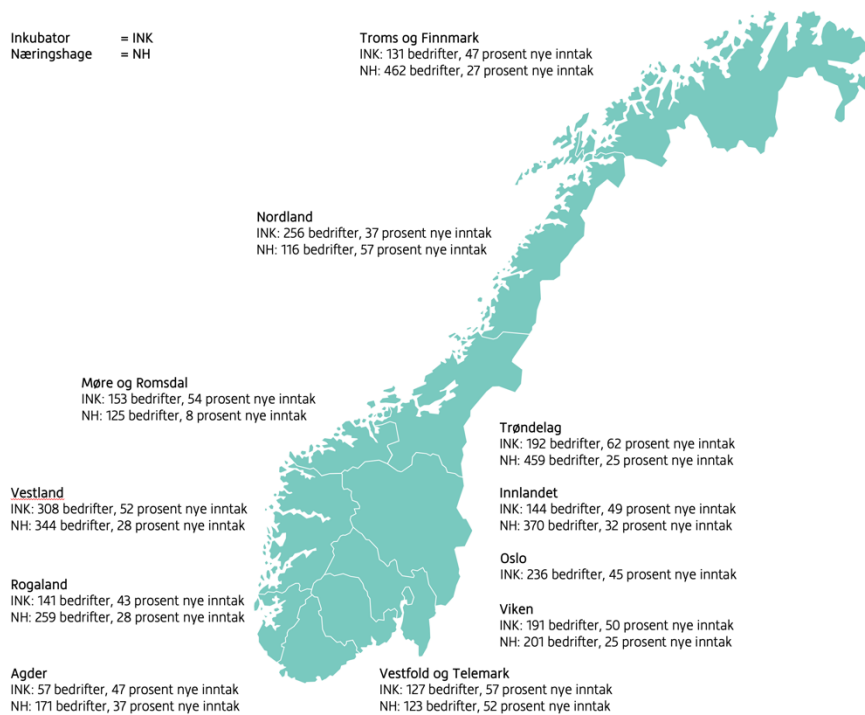 Inkubator = INK
Næringshage = NH
Troms og Finnmark
INK: 131 bedrifter, 47 prosent nye inntak
NH: 462 bedrifter, 27 prosent nye inntak
Nordland
INK: 256 bedrifter, 37 prosent nye inntak
NH: 116 bedrifter, 57 prosent nye inntak
Møre og Romsdal
INK: 153 bedrifter, 54 prosent nye inntak
NH: 125 bedrifter, 8 prosent nye inntak
Trøndelag
INK: 192 bedrifter, 62 prosent nye inntak
NH: 459 bedrifter, 25 prosent nye inntak
Vestland
INK: 308 bedrifter, 52 prosent nye inntak
NH: 344 bedrifter, 28 prosent nye inntak
Innlandet
INK: 144 bedrifter, 49 prosent nye inntak
NH: 370 bedrifter, 32 prosent nye inntak
Oslo
INK: 236 bedrifter, 45 prosent nye inntak
Rogaland
INK: 141 bedrifter, 43 prosent nye inntak
NH: 259 bedrifter, 28 prosent nye inntak
Viken
INK: 191 bedrifter, 50 prosent nye inntak
NH: 201 bedrifter, 25 prosent nye inntak
Agder
INK: 57 bedrifter, 47 prosent nye inntak
NH: 171 bedrifter, 37 prosent nye inntak
Vestfold og Telemark
INK: 127 bedrifter, 57 prosent nye inntak
NH: 123 bedrifter, 52 prosent nye inntak